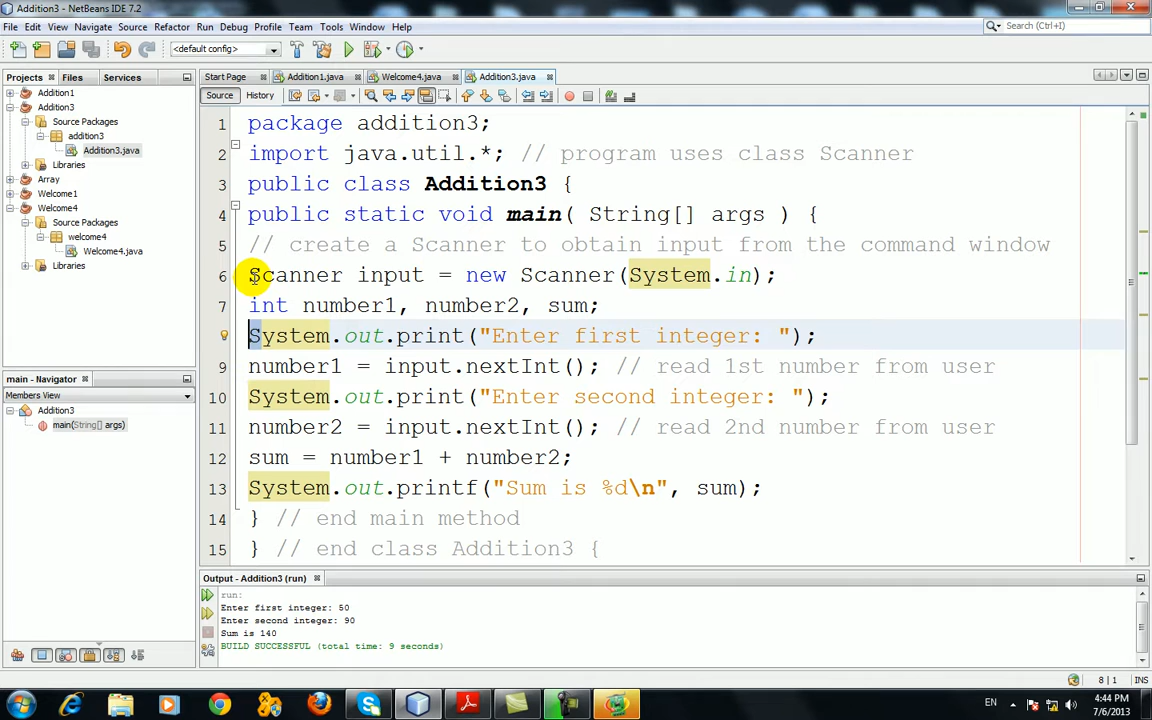 Addition3 - NetBeans IDE 7.2
File Edit View Navigate Source Refactor Run Debug Profile Team Tools Window Help
Search (Ctrl+I)
<default config>
Projects Files Services
Start Page Addition1.java Welcome4.java Addition3.java
Source History
Addition1
Addition3
Source Packages
addition3
Addition3.java
Libraries
Array
Welcome1
Welcome4
Source Packages
welcome4
Welcome4.java
Libraries
1 package addition3;
2 import java.util.*; // program uses class Scanner
3 public class Addition3 {
4 public static void main( String[] args ) {
5 // create a Scanner to obtain input from the command window
6 Scanner input = new Scanner(System.in);
7 int number1, number2, sum;
System.out.print("Enter first integer: ");
9 number1 = input.nextInt(); // read 1st number from user
10 System.out.print("Enter second integer: ");
11 number2 = input.nextInt(); // read 2nd number from user
12 sum = number1 + number2;
13 System.out.printf("Sum is %d\n", sum);
14 } // end main method
15 } // end class Addition3 {
main - Navigator
Members View
Addition3
main(String[] args)
Output - Addition3 (run)
run:
Enter first integer: 50
Enter second integer: 90
Sum is 140
BUILD SUCCESSFUL (total time: 9 seconds)
8 | 1 INS
EN
4:44 PM
7/6/2013